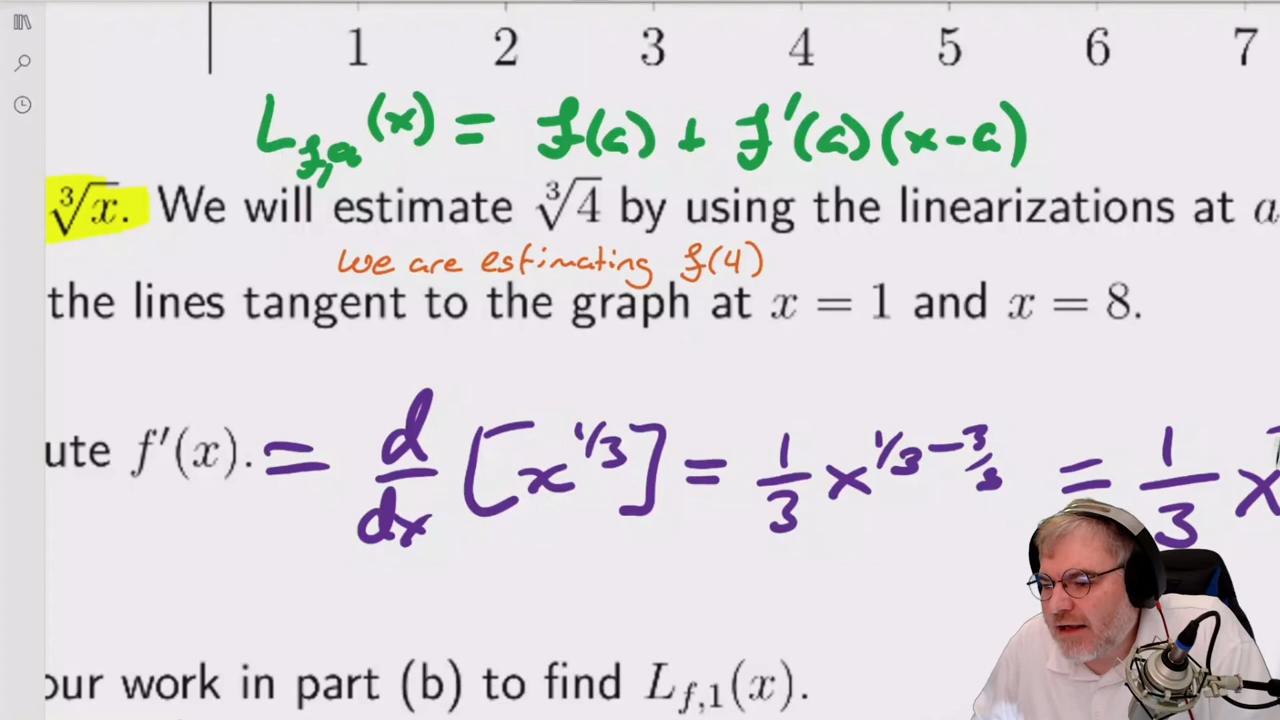 1 2 3 4 5 6 7
L_{f,a}(x) = f(a) + f'(a)(x-a)
∛x. We will estimate ∛4 by using the linearizations at a
we are estimating f(4)
the lines tangent to the graph at x = 1 and x = 8.
ute f′(x). = d/dx [x^{1/3}] = 1/3 x^{1/3-3/3} = 1/3 x
our work in part (b) to find L_{f,1}(x).